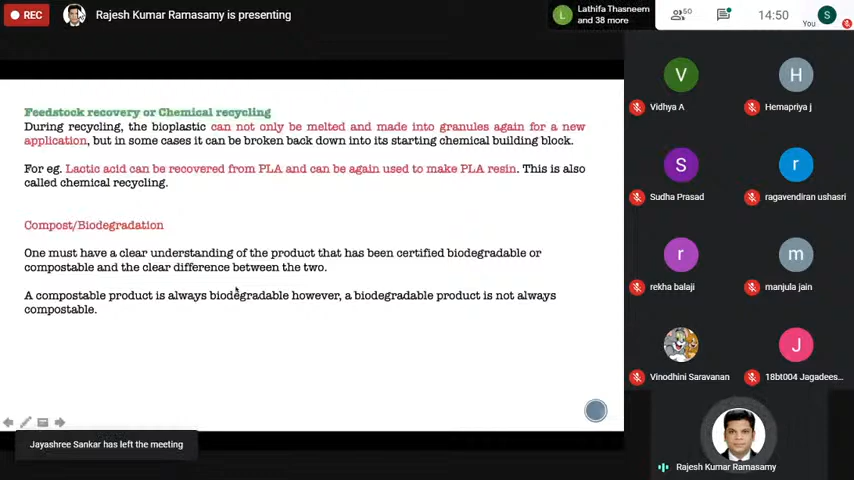 REC
Rajesh Kumar Ramasamy is presenting
L
Lathifa Thasneem
and 38 more
50
14:50
You
S
Feedstock recovery or Chemical recycling
During recycling, the bioplastic can not only be melted and made into granules again for a new
application, but in some cases it can be broken back down into its starting chemical building block.
For eg. Lactic acid can be recovered from PLA and can be again used to make PLA resin. This is also
called chemical recycling.
Compost/Biodegradation
One must have a clear understanding of the product that has been certified biodegradable or
compostable and the clear difference between the two.
A compostable product is always biodegradable however, a biodegradable product is not always
compostable.
Jayashree Sankar has left the meeting
V
Vidhya A
H
Hemapriya j
S
Sudha Prasad
r
ragavendiran ushasri
r
rekha balaji
m
manjula jain
Vinodhini Saravanan
J
18bt004 Jagadees...
Rajesh Kumar Ramasamy